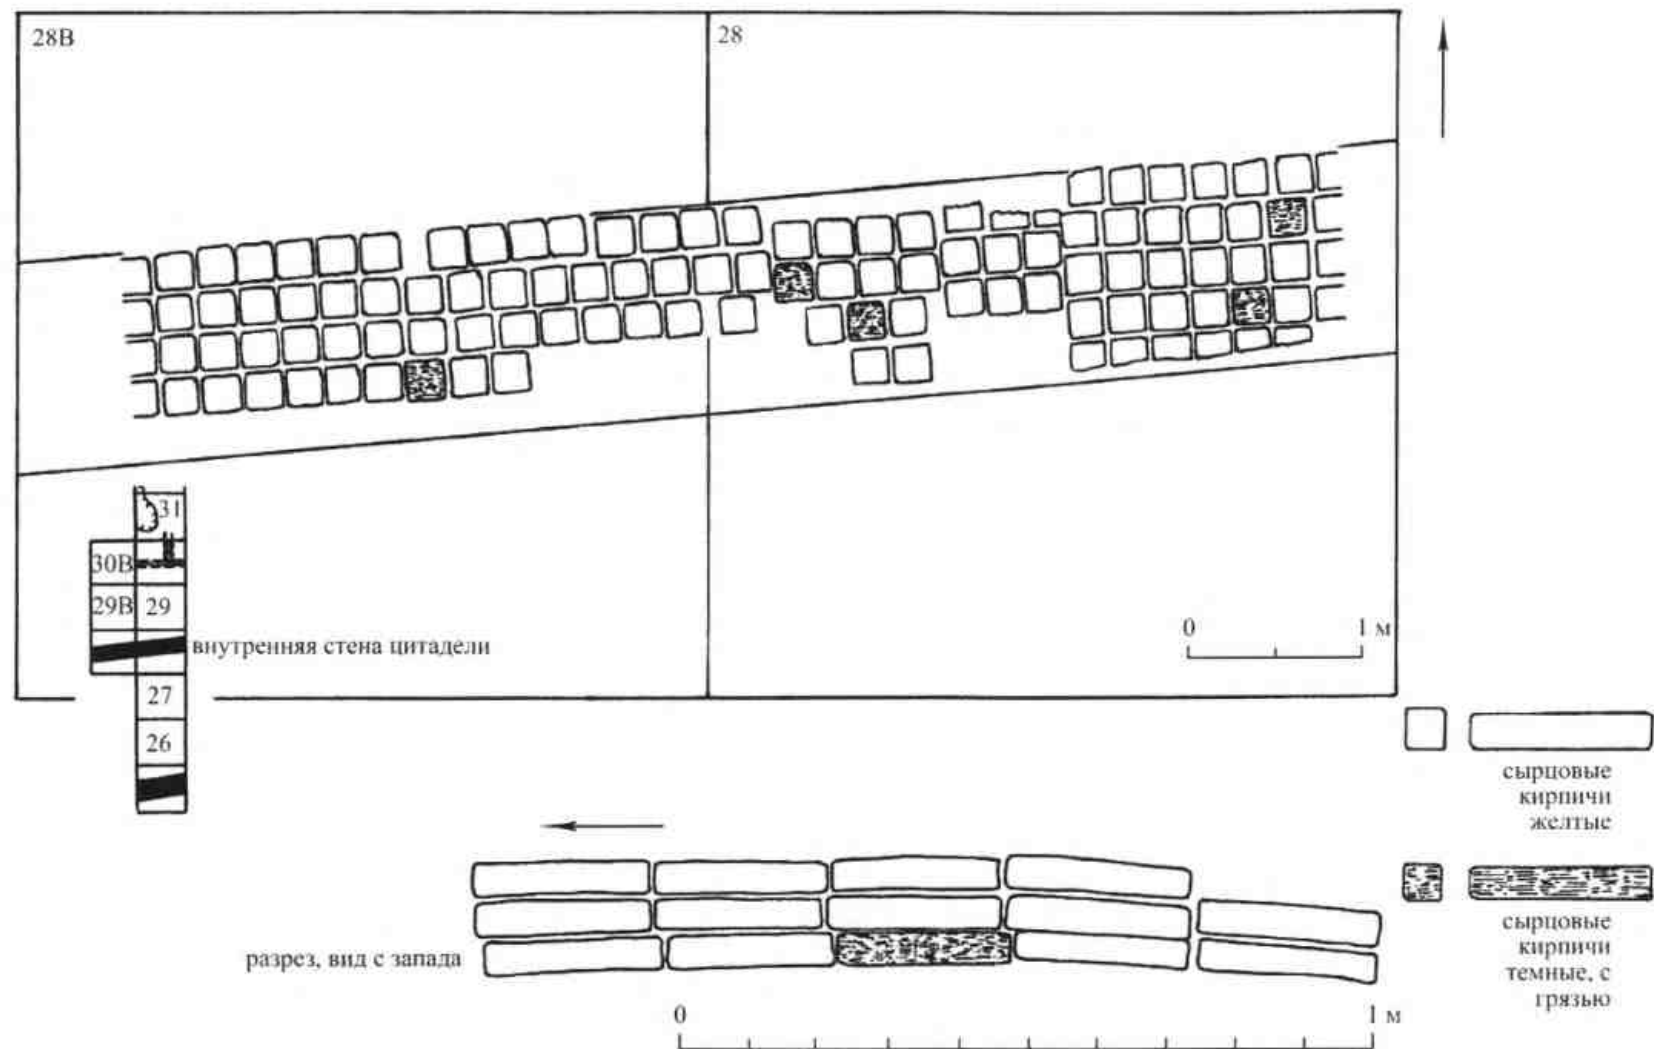 28В
28
31
30В
29В 29
внутренняя стена цитадели
27
26
0 1 м
сырцовые
кирпичи
желтые
сырцовые
кирпичи
темные, с
грязью
разрез, вид с запада
0 1 м